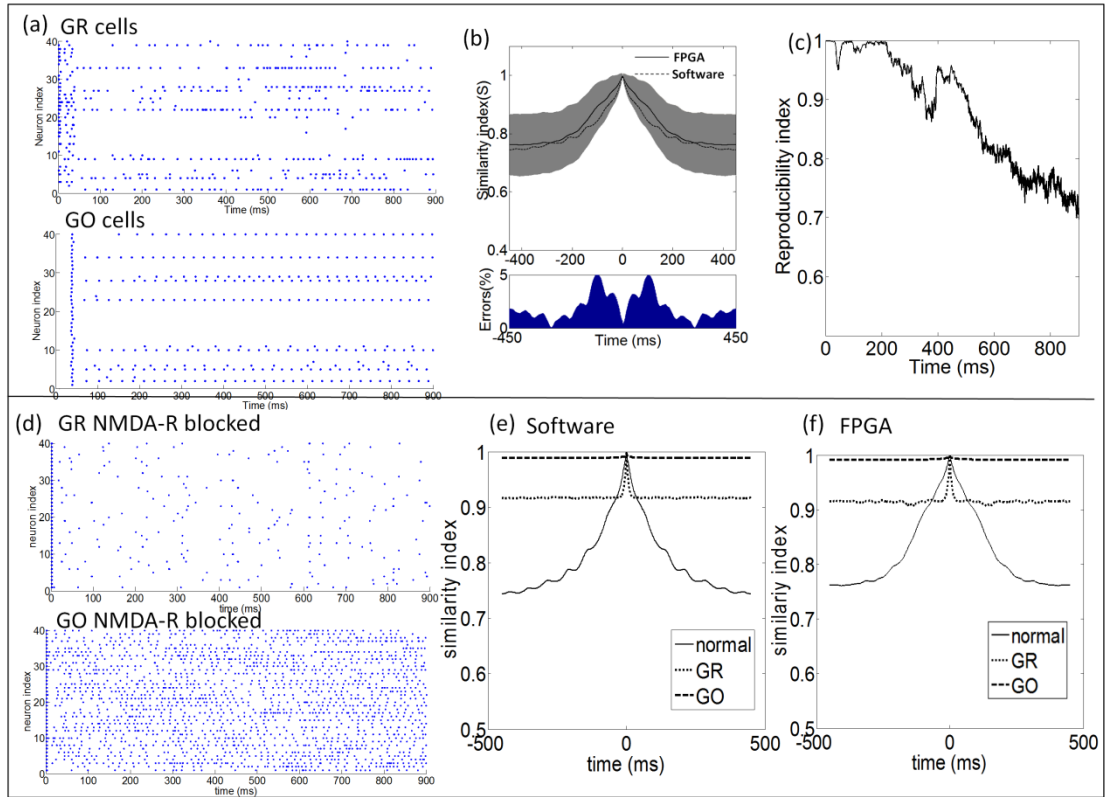 (a) GR cells
40
30
20
10
0
Neuron index
0 100 200 300 400 500 600 700 800 900
Time (ms)
GO cells
40
30
20
10
0
Neuron index
0 100 200 300 400 500 600 700 800 900
Time (ms)
(b)
FPGA
Software
Similarity index(S)
1
0.8
0.6
0.4
-400 -200 0 200 400
Errors(%)
5
0
-450 Time (ms) 450
(c)
Reproducibility index
1
0.9
0.8
0.7
0.6
0 200 400 600 800
Time (ms)
(d) GR NMDA-R blocked
40
30
20
10
0
neuron index
0 100 200 300 400 500 600 700 800 900
time (ms)
GO NMDA-R blocked
40
30
20
10
0
neuron index
0 100 200 300 400 500 600 700 800 900
time (ms)
(e) Software
similariy index
1
0.9
0.8
0.7
0.6
0.5
normal
GR
GO
-500 0 500
time (ms)
(f) FPGA
similarity index
1
0.9
0.8
0.7
0.6
0.5
normal
GR
GO
-500 0 500
time (ms)